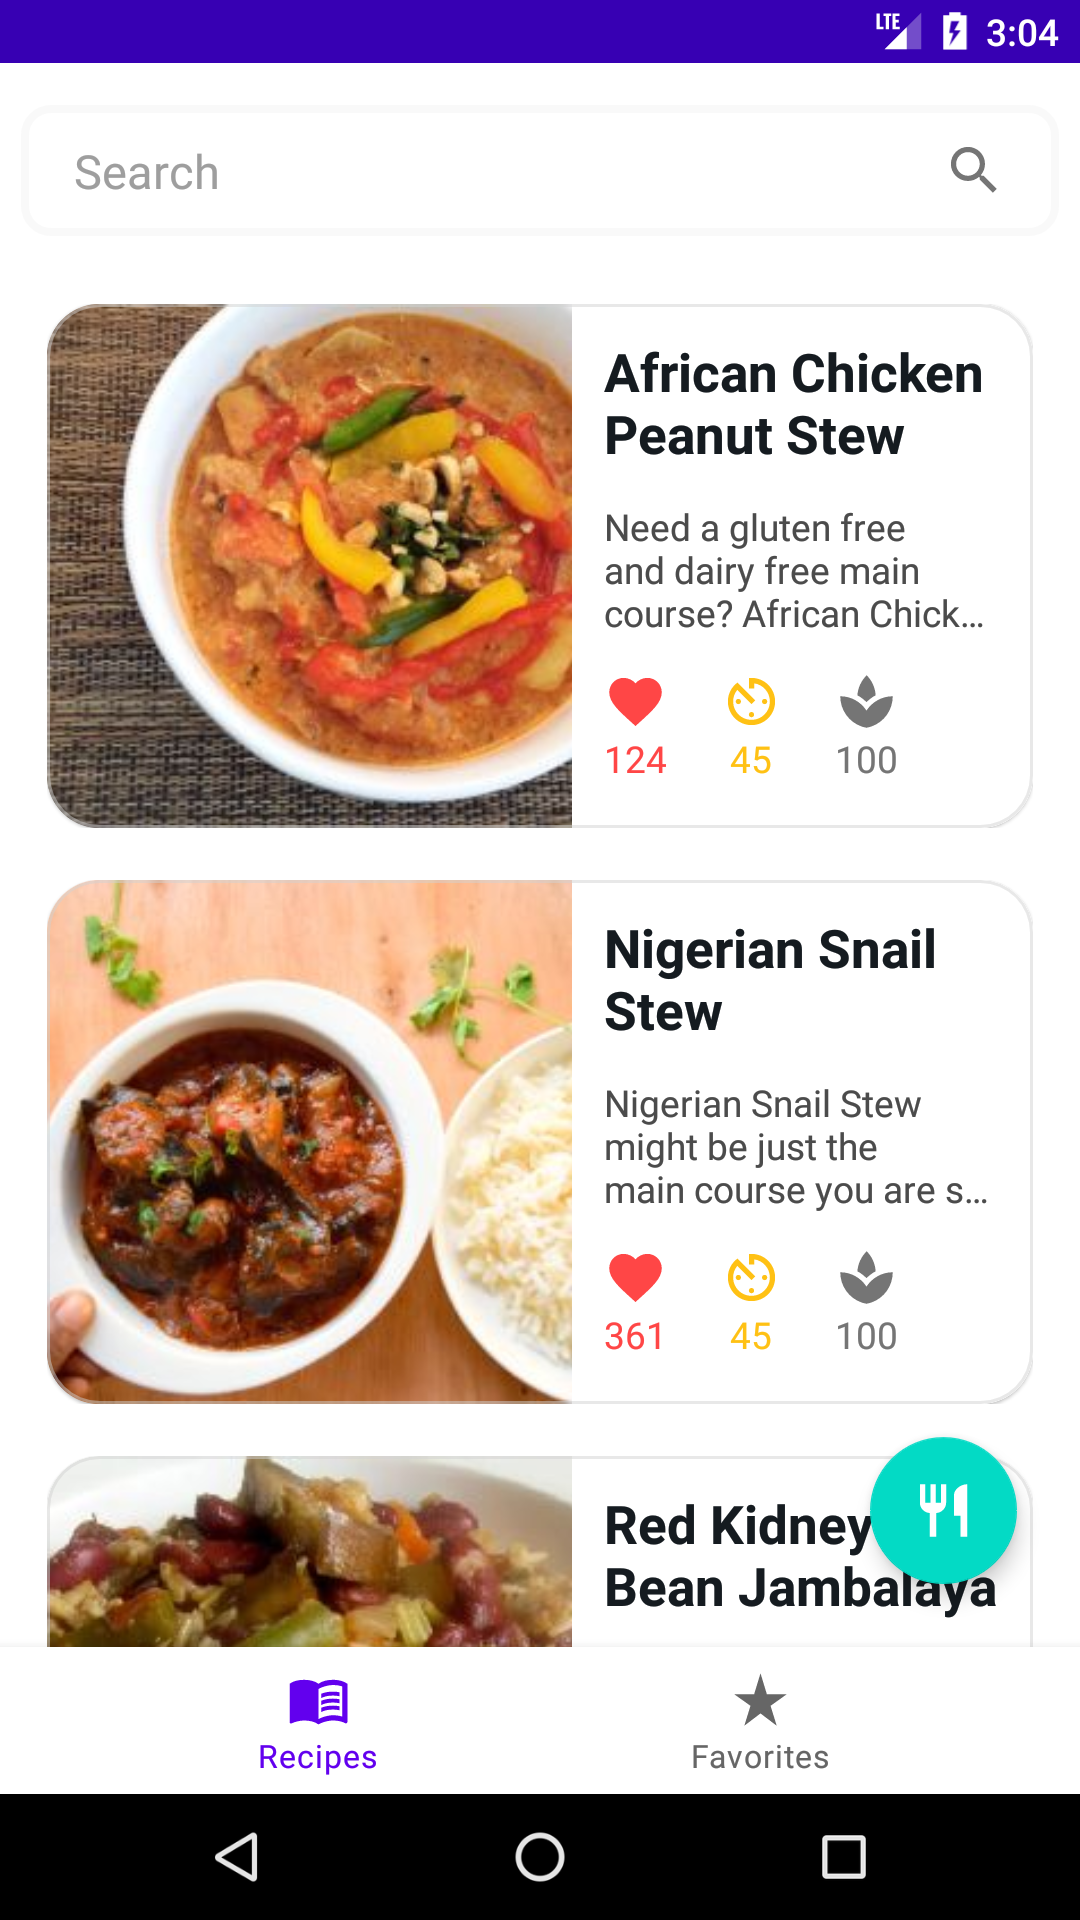 LTE 3:04
Search
African Chicken
Peanut Stew
Need a gluten free
and dairy free main
course? African Chick...
124 45 100
Nigerian Snail
Stew
Nigerian Snail Stew
might be just the
main course you are s...
361 45 100
Red Kidney
Bean Jambalaya
Recipes Favorites